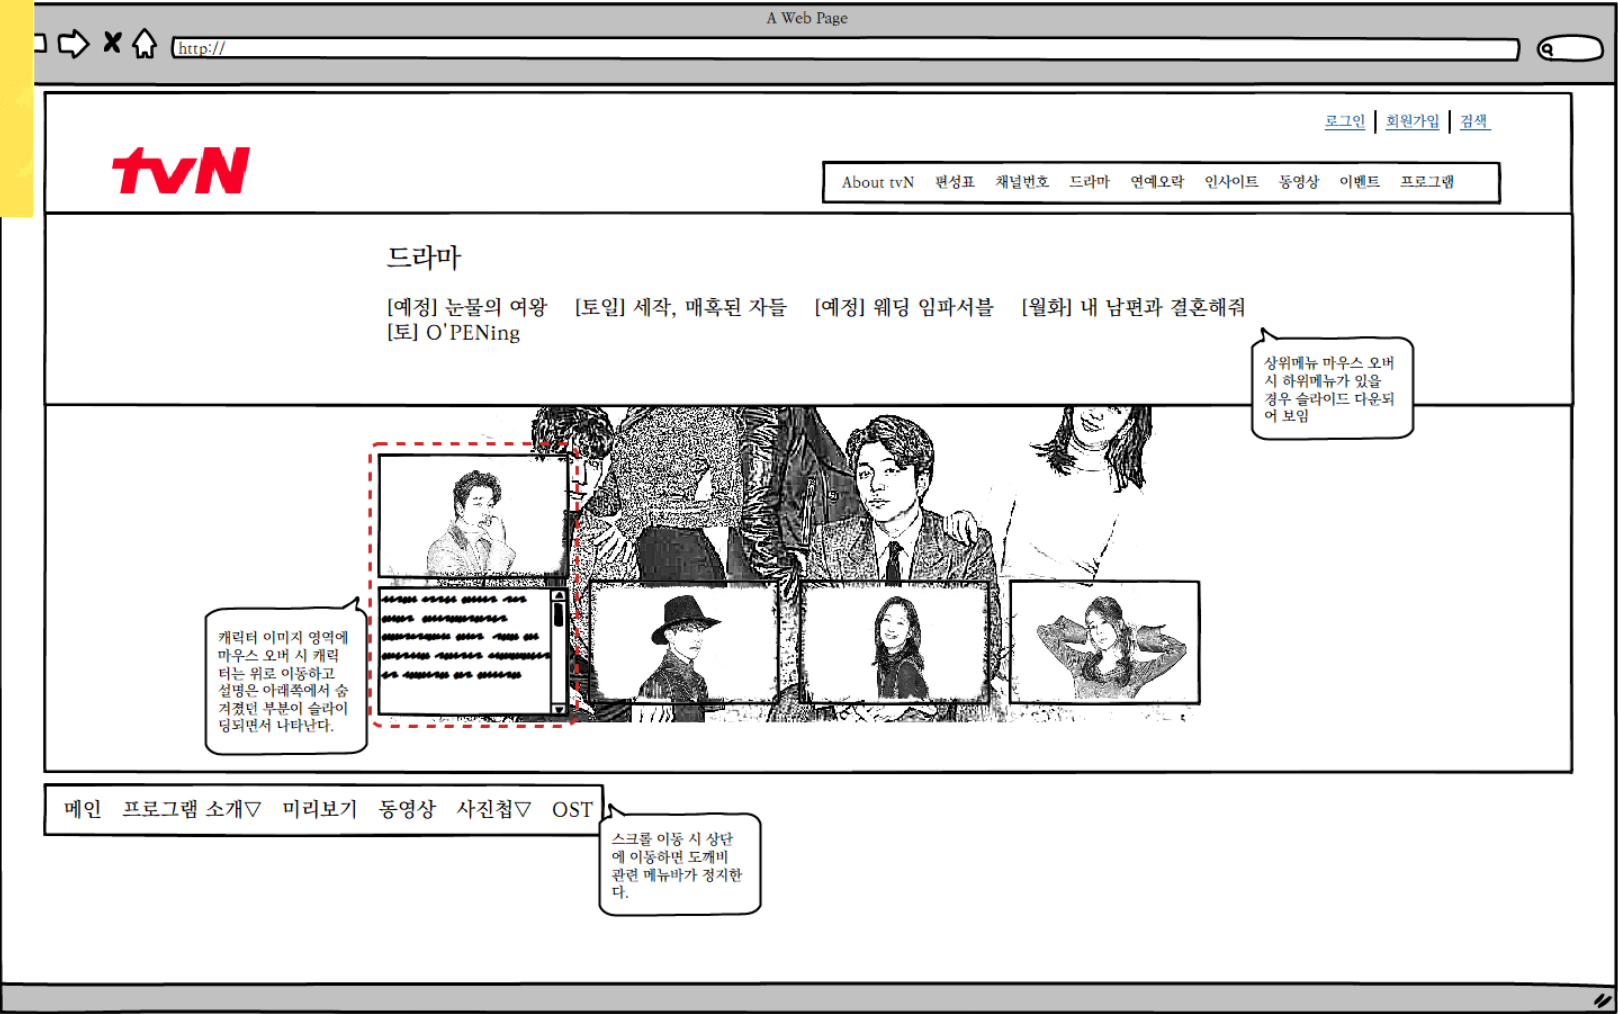 A Web Page
http://
로그인 회원가입 검색
tvN
About tvN 편성표 채널번호 드라마 연예오락 인사이트 동영상 이벤트 프로그램
드라마
[예정] 눈물의 여왕 [토일] 세작, 매혹된 자들 [예정] 웨딩 임파서블 [월화] 내 남편과 결혼해줘
[토] O'PENing
상위메뉴 마우스 오버
시 하위메뉴가 있을
경우 슬라이드 다운되
어 보임
캐릭터 이미지 영역에
마우스 오버 시 캐릭
터는 위로 이동하고
설명은 아래쪽에서 숨
겨졌던 부분이 슬라이
딩되면서 나타난다.
메인 프로그램 소개▽ 미리보기 동영상 사진첩▽ OST
스크롤 이동 시 상단
에 이동하면 도깨비
관련 메뉴바가 정지한
다.